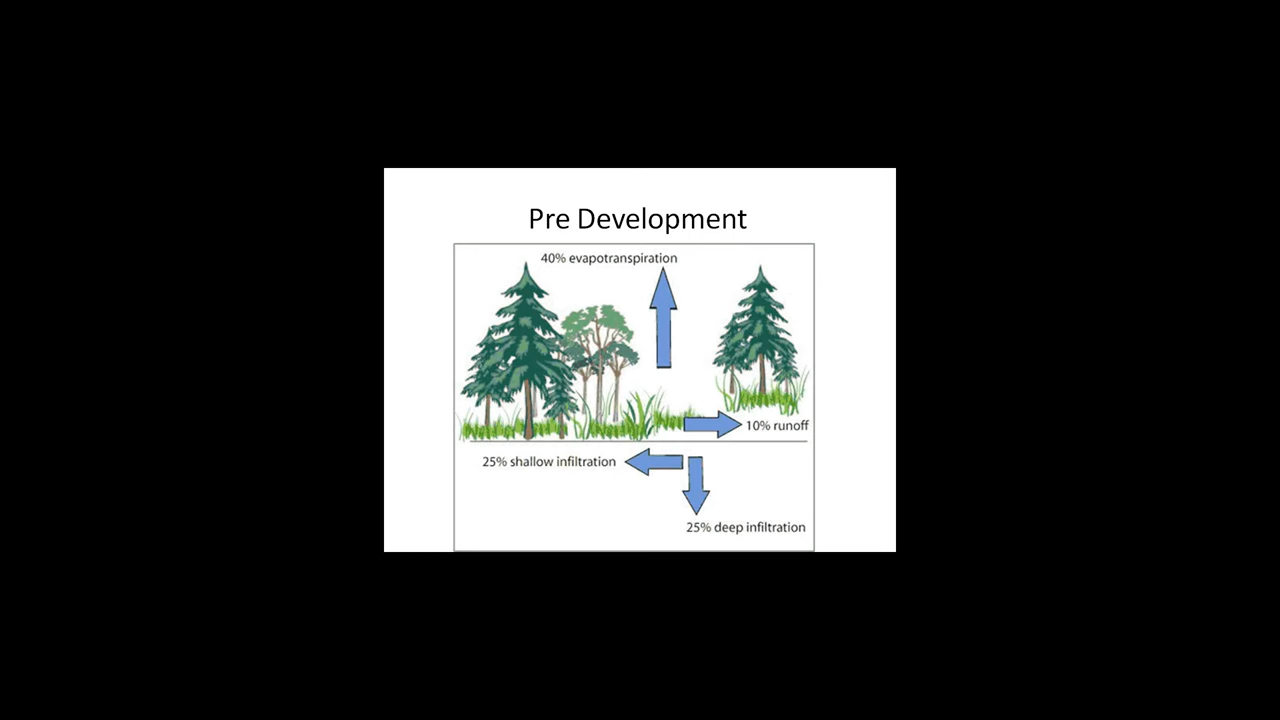 Pre Development
40% evapotranspiration
10% runoff
25% shallow infiltration
25% deep infiltration